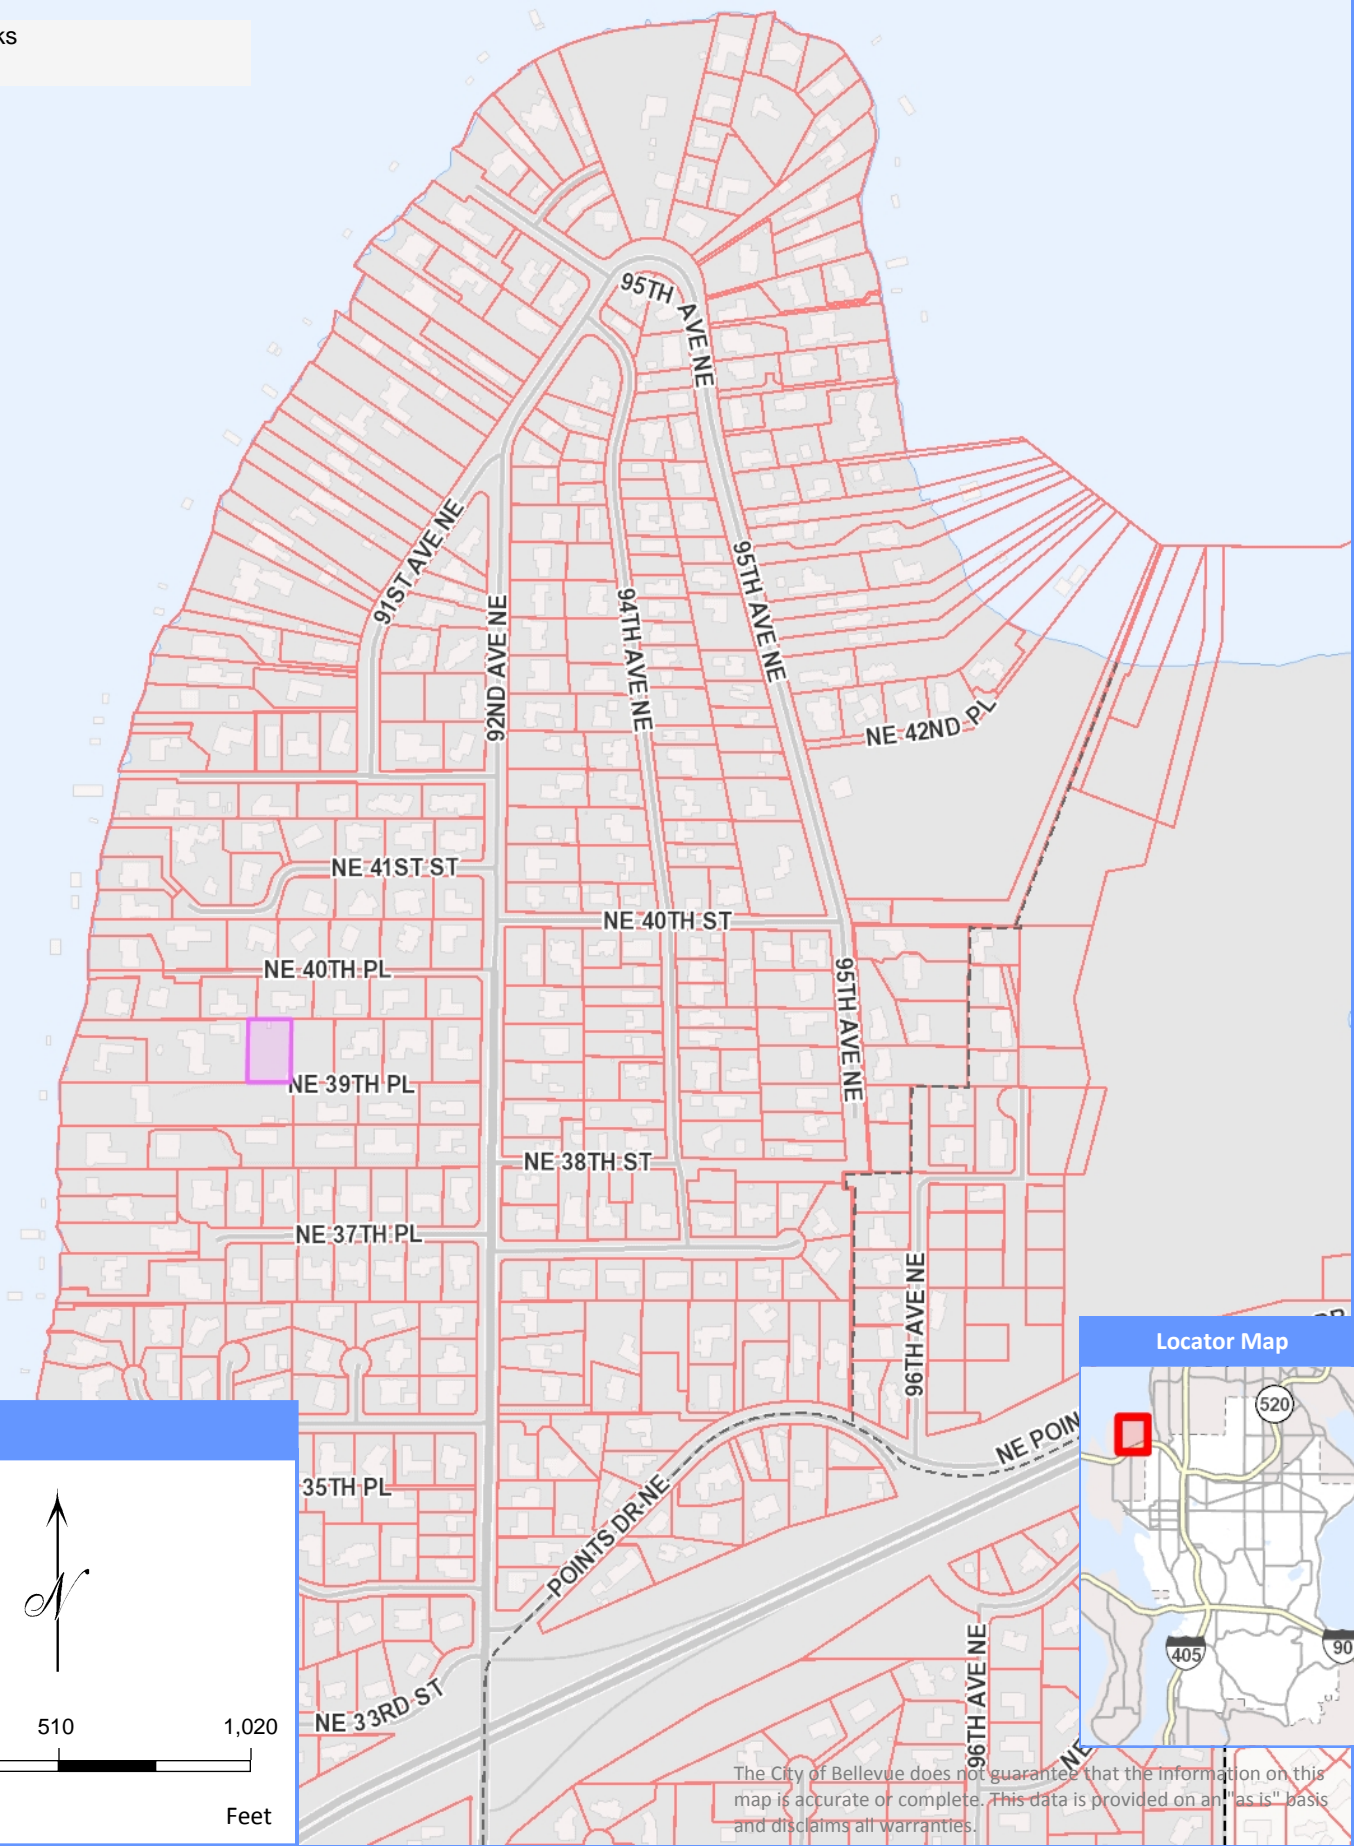 ks
95TH AVE NE
91ST AVE NE
92ND AVE NE
94TH AVE NE
95TH AVE NE
NE 42ND PL
NE 41ST ST
NE 40TH ST
NE 40TH PL
95TH AVE NE
NE 39TH PL
NE 38TH ST
NE 37TH PL
96TH AVE NE
DR
Locator Map
520
405
90
NE POIN
35TH PL
POINTS DR NE
NE 33RD ST
96TH AVE NE
NE
N
510 1,020
Feet
The City of Bellevue does not guarantee that the information on this
map is accurate or complete. This data is provided on an "as is" basis
and disclaims all warranties.